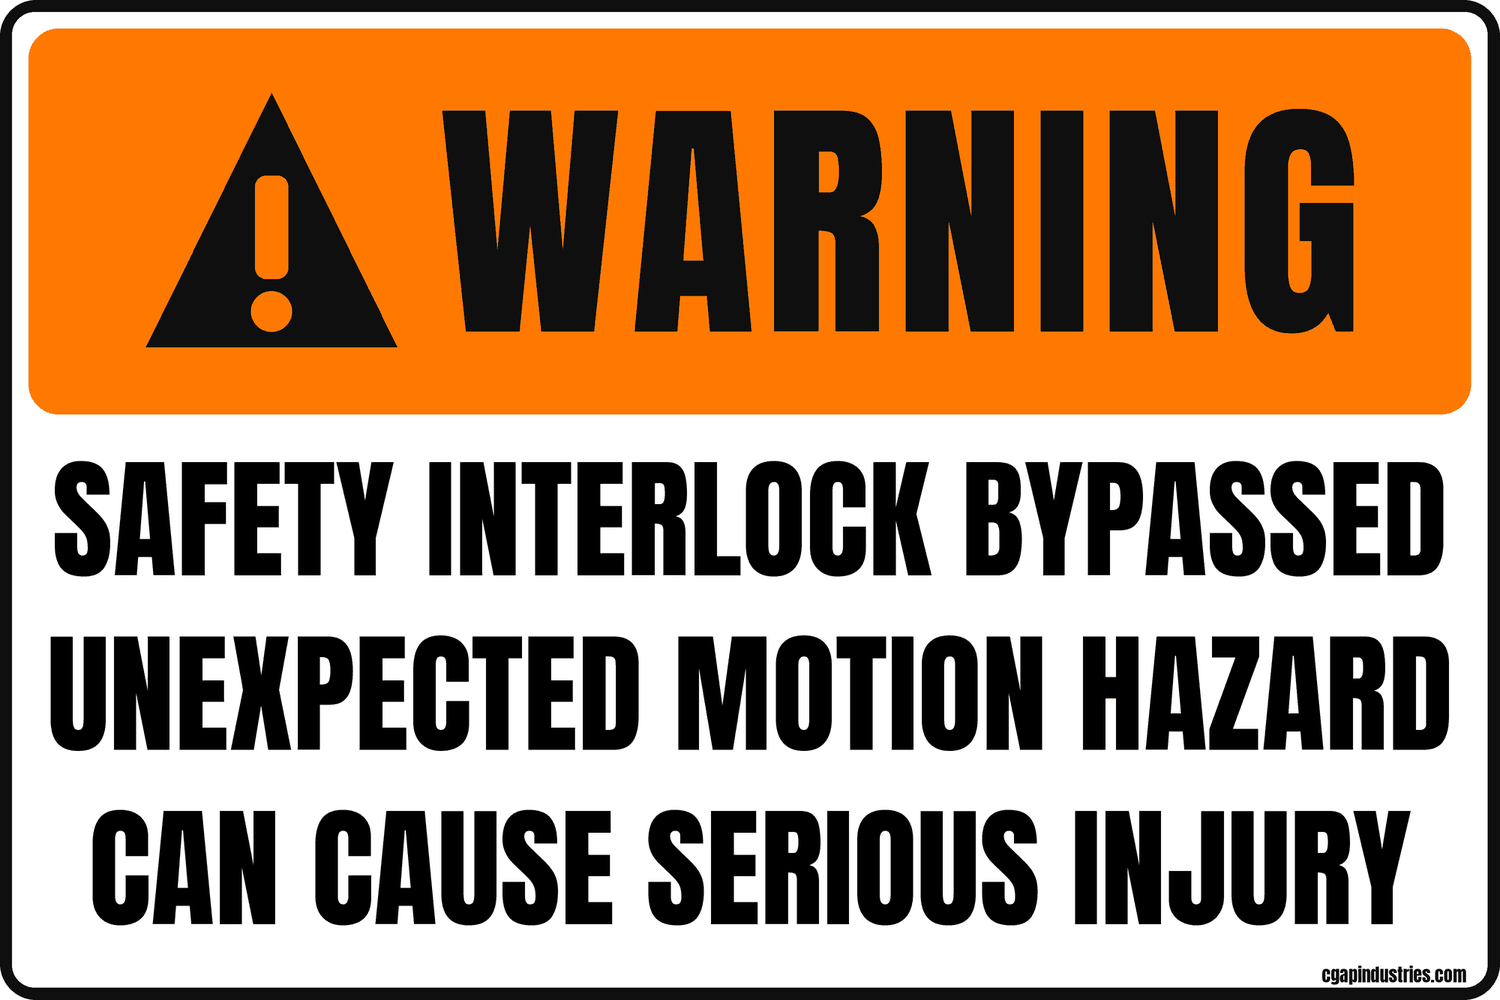 WARNING
SAFETY INTERLOCK BYPASSED
UNEXPECTED MOTION HAZARD
CAN CAUSE SERIOUS INJURY
cgapindustries.com